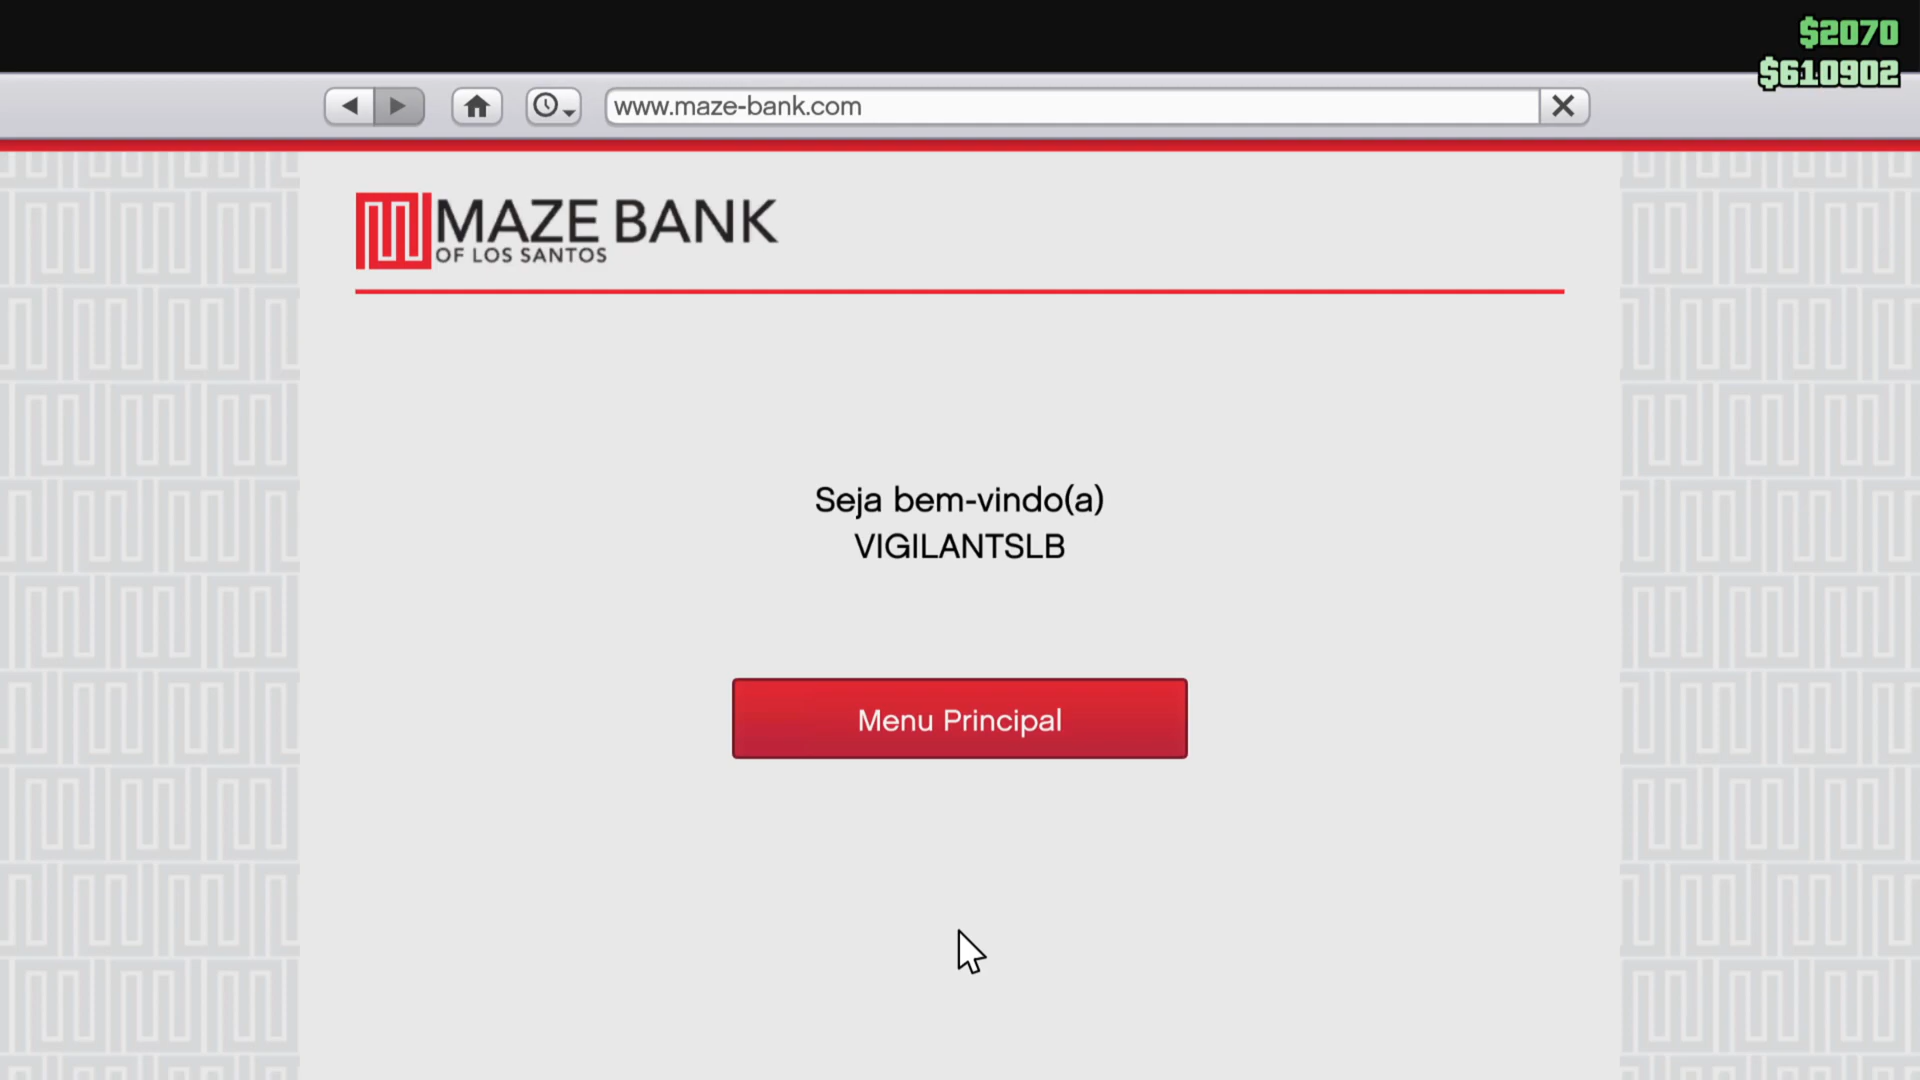 $2070
$610902
www.maze-bank.com
MAZE BANK
OF LOS SANTOS
Seja bem-vindo(a)
VIGILANTSLB
Menu Principal